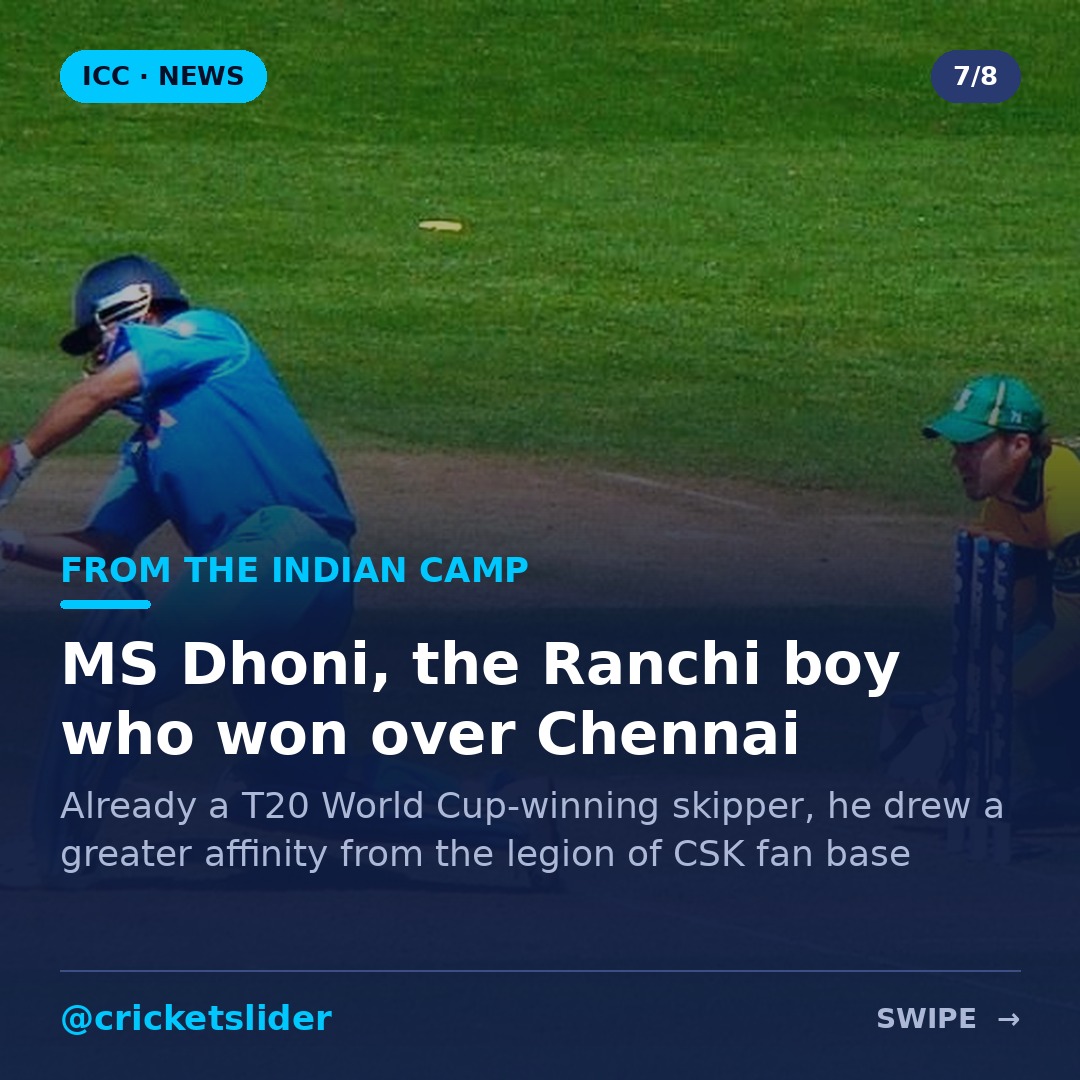 ICC · NEWS
7/8
FROM THE INDIAN CAMP
MS Dhoni, the Ranchi boy
who won over Chennai
Already a T20 World Cup-winning skipper, he drew a
greater affinity from the legion of CSK fan base
@cricketslider
SWIPE →